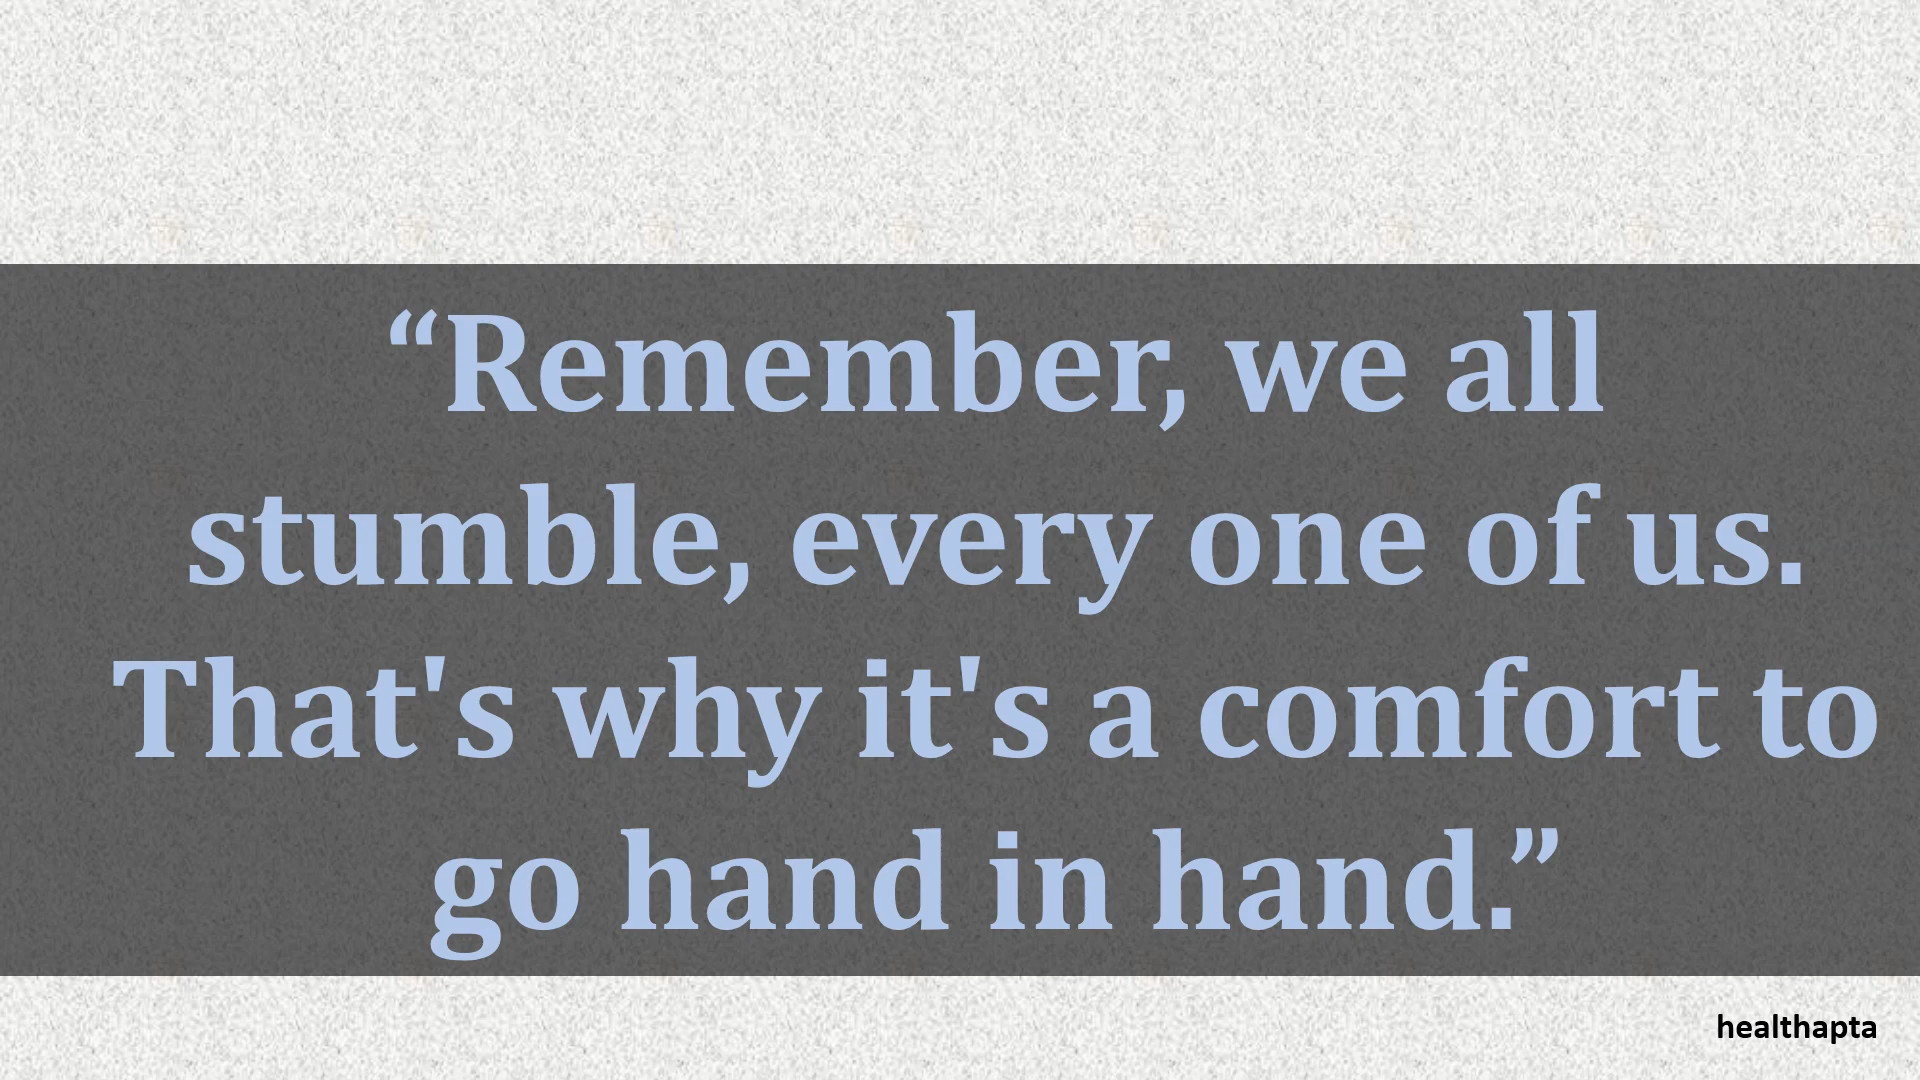 “Remember, we all
stumble, every one of us.
That's why it's a comfort to
go hand in hand.”
healthapta